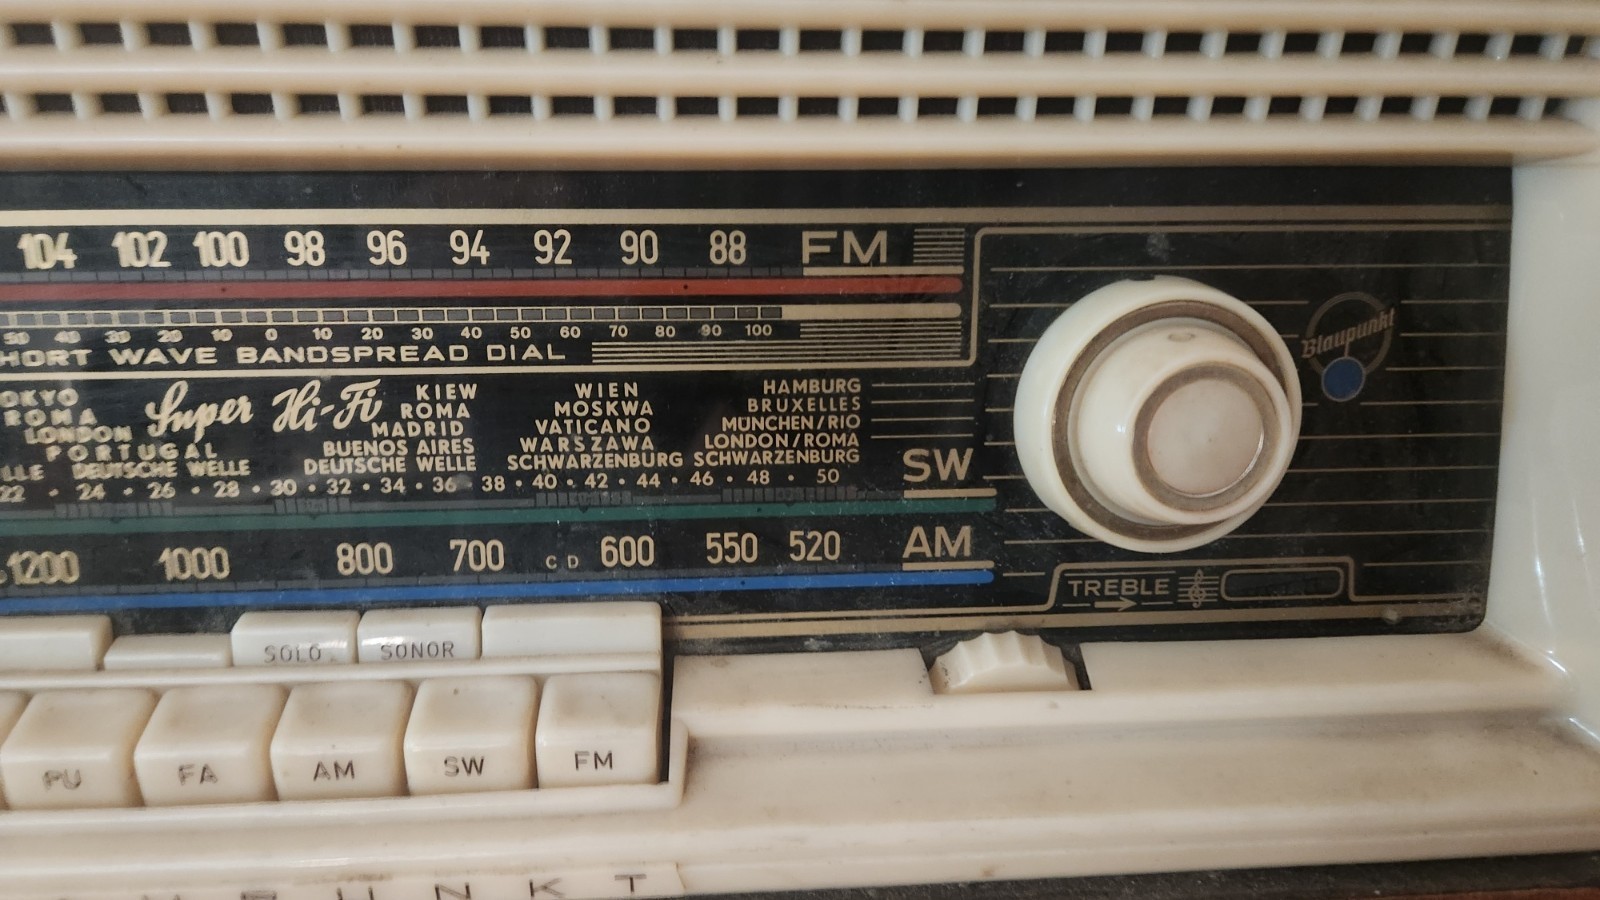 104 102 100 98 96 94 92 90 88 FM
50 40 30 20 10 0 10 20 30 40 50 60 70 80 90 100
HORT WAVE BANDSPREAD DIAL
Blaupunkt
Super Hi-Fi
OKYO
ROMA
LONDON
PORTUGAL
LLE DEUTSCHE WELLE
KIEW
ROMA
MADRID
BUENOS AIRES
DEUTSCHE WELLE
WIEN
MOSKWA
VATICANO
WARSZAWA
SCHWARZENBURG
HAMBURG
BRUXELLES
MÜNCHEN/RIO
LONDON/ROMA
SCHWARZENBURG
SW
22 · 24 · 26 · 28 · 30 · 32 · 34 · 36 · 38 · 40 · 42 · 44 · 46 · 48 · 50
1200 1000 800 700 C D 600 550 520 AM
TREBLE
SOLO SONOR
PU FA AM SW FM
UNKT